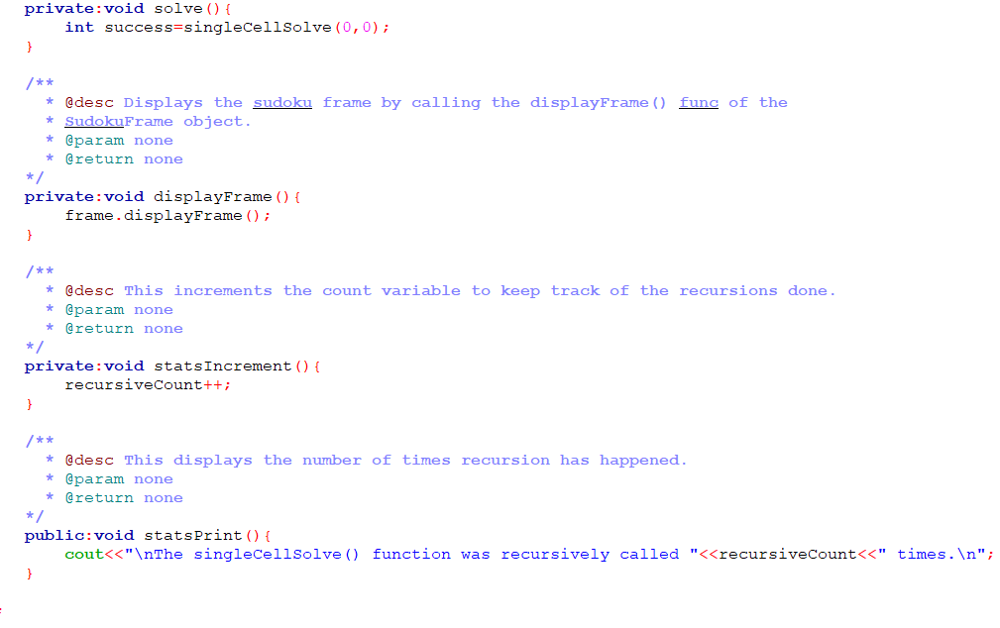 private:void solve(){
int success=singleCellSolve(0,0);
}
/**
* @desc Displays the sudoku frame by calling the displayFrame() func of the
* SudokuFrame object.
* @param none
* @return none
*/
private:void displayFrame(){
frame.displayFrame();
}
/**
* @desc This increments the count variable to keep track of the recursions done.
* @param none
* @return none
*/
private:void statsIncrement(){
recursiveCount++;
}
/**
* @desc This displays the number of times recursion has happened.
* @param none
* @return none
*/
public:void statsPrint(){
cout<<"\nThe singleCellSolve() function was recursively called "<<recursiveCount<<" times.\n";
}